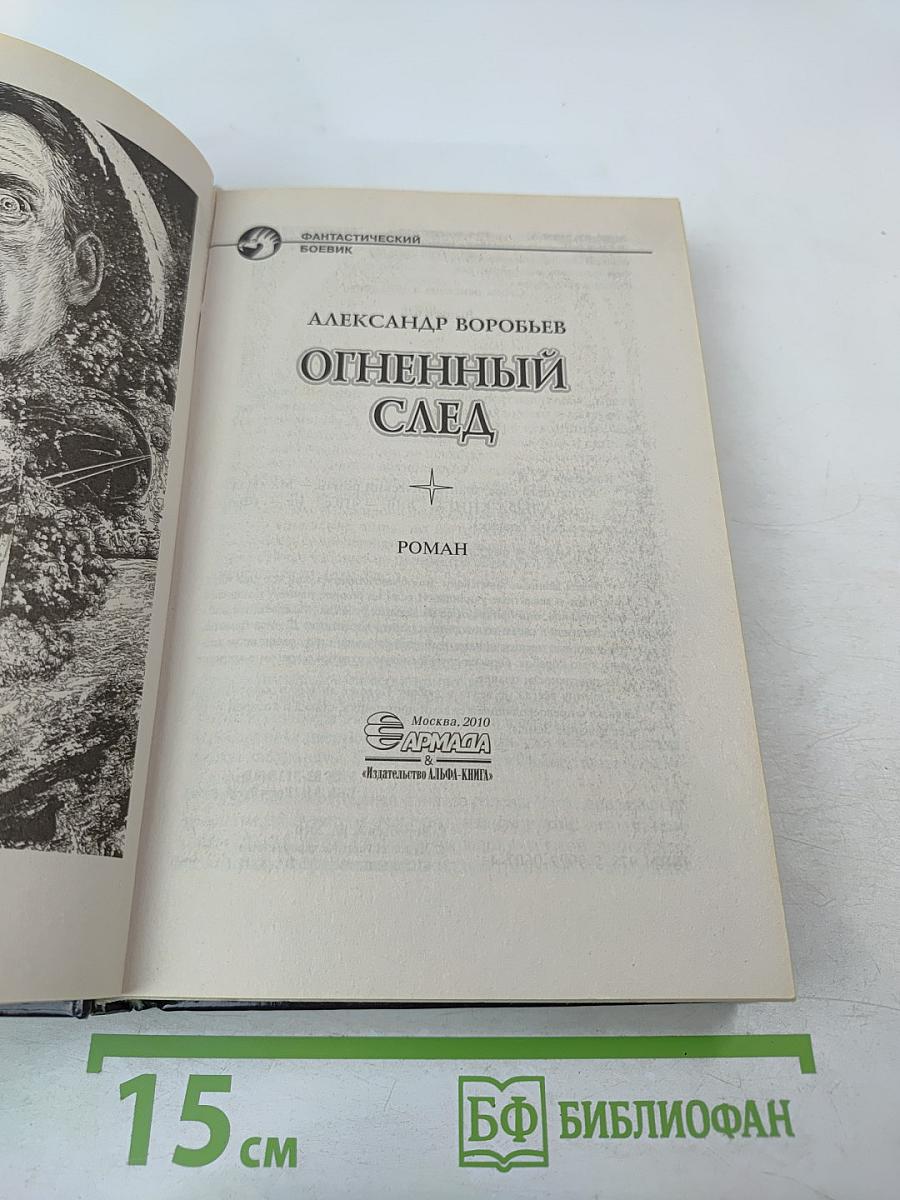 ФАНТАСТИЧЕСКИЙ
БОЕВИК
АЛЕКСАНДР ВОРОБЬЕВ
ОГНЕННЫЙ
СЛЕД
РОМАН
Москва, 2010
АРМАДА
&
«Издательство АЛЬФА-КНИГА»
15 см
БФ БИБЛИОФАН